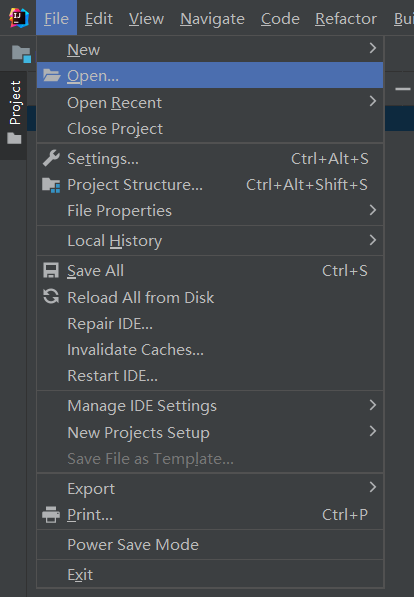 File Edit View Navigate Code Refactor Bui
Project
New
Open...
Open Recent
Close Project
Settings... Ctrl+Alt+S
Project Structure... Ctrl+Alt+Shift+S
File Properties
Local History
Save All Ctrl+S
Reload All from Disk
Repair IDE...
Invalidate Caches...
Restart IDE...
Manage IDE Settings
New Projects Setup
Save File as Template...
Export
Print... Ctrl+P
Power Save Mode
Exit